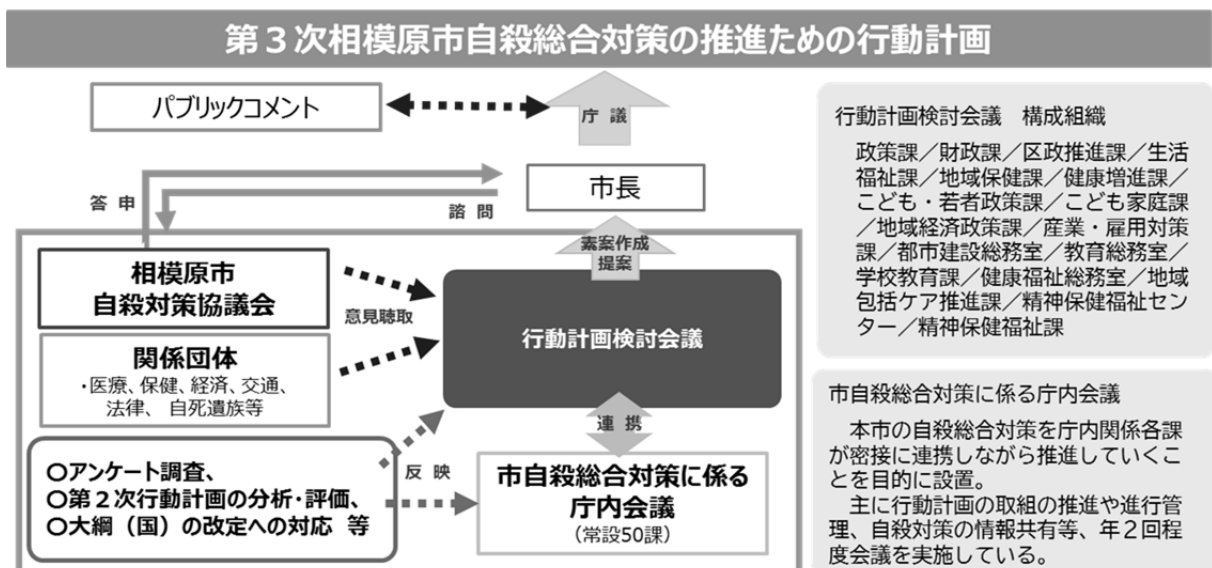 第３次相模原市自殺総合対策の推進ための行動計画
パブリックコメント
庁 議
答 申
諮 問
市長
素案作成
提案
相模原市
自殺対策協議会
意見聴取
関係団体
・医療、保健、経済、交通、
法律、 自死遺族等
行動計画検討会議
連 携
〇アンケート調査、
〇第２次行動計画の分析・評価、
〇大綱（国）の改定への対応 等
反 映
市自殺総合対策に係る
庁内会議
（常設50課）
行動計画検討会議　構成組織
政策課／財政課／区政推進課／生活
福祉課／地域保健課／健康増進課／
こども・若者政策課／こども家庭課
／地域経済政策課／産業・雇用対策
課／都市建設総務室／教育総務室／
学校教育課／健康福祉総務室／地域
包括ケア推進課／精神保健福祉セン
ター／精神保健福祉課
市自殺総合対策に係る庁内会議
本市の自殺総合対策を庁内関係各課
が密接に連携しながら推進していくこ
とを目的に設置。
主に行動計画の取組の推進や進行管
理、自殺対策の情報共有等、年２回程
度会議を実施している。